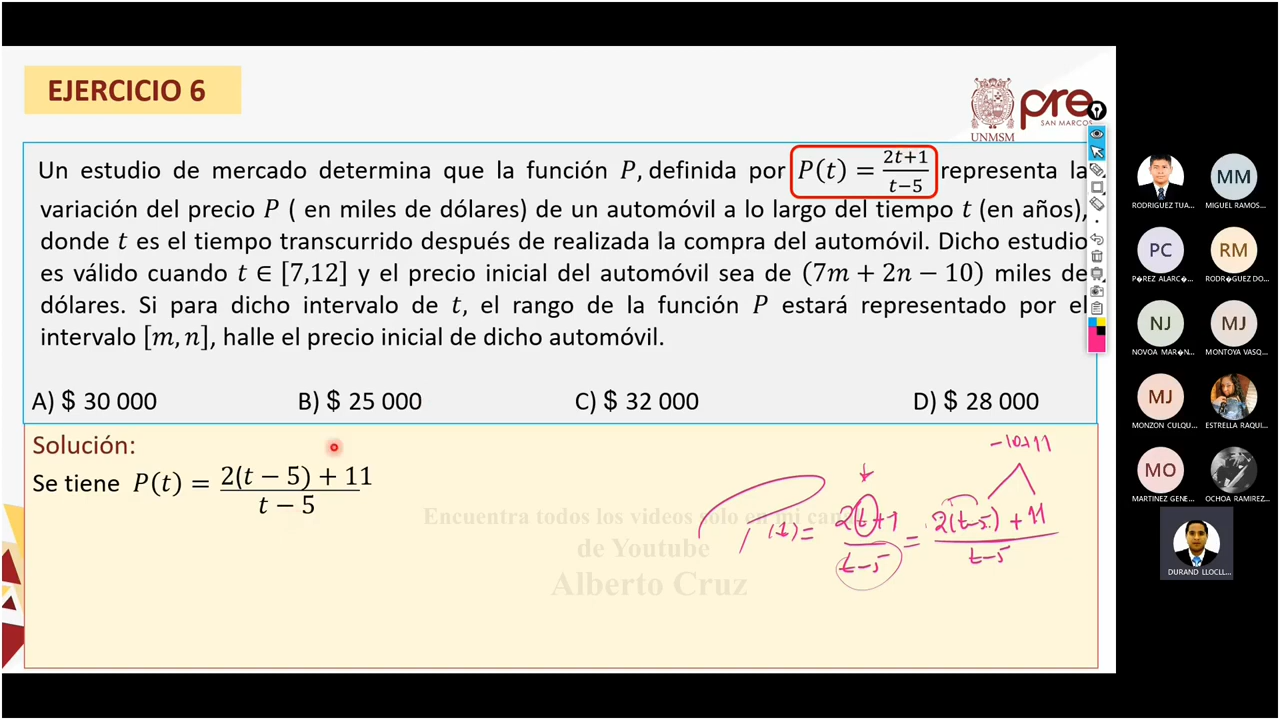 EJERCICIO 6
UNMSM
pre
SAN MARCOS
Un estudio de mercado determina que la función P, definida por P(t) = \frac{2t+1}{t−5} representa la
variación del precio P ( en miles de dólares) de un automóvil a lo largo del tiempo t (en años),
donde t es el tiempo transcurrido después de realizada la compra del automóvil. Dicho estudio
es válido cuando t ∈ [7,12] y el precio inicial del automóvil sea de (7m + 2n − 10) miles de
dólares. Si para dicho intervalo de t, el rango de la función P estará representado por el
intervalo [m, n], halle el precio inicial de dicho automóvil.
A) $ 30 000 B) $ 25 000 C) $ 32 000 D) $ 28 000
Solución:
Se tiene P(t) = \frac{2(t − 5) + 11}{t − 5}
−10+11
(t) = \frac{2t+1}{t−5} = \frac{2(t−5) + 11}{t−5}
Encuentra todos los videos solo en mi can
de Youtube
Alberto Cruz
RODRIGUEZ TUA...
MM
MIGUEL RAMOS...
PC
P�REZ ALARC�...
RM
RODR�GUEZ DO...
NJ
NOVOA MAR�N...
MJ
MONTOYA VASQ...
MJ
MONZON CULQU...
ESTRELLA RAQUI...
MO
MARTINEZ GENE...
OCHOA RAMIREZ...
DURAND LLOCLL...